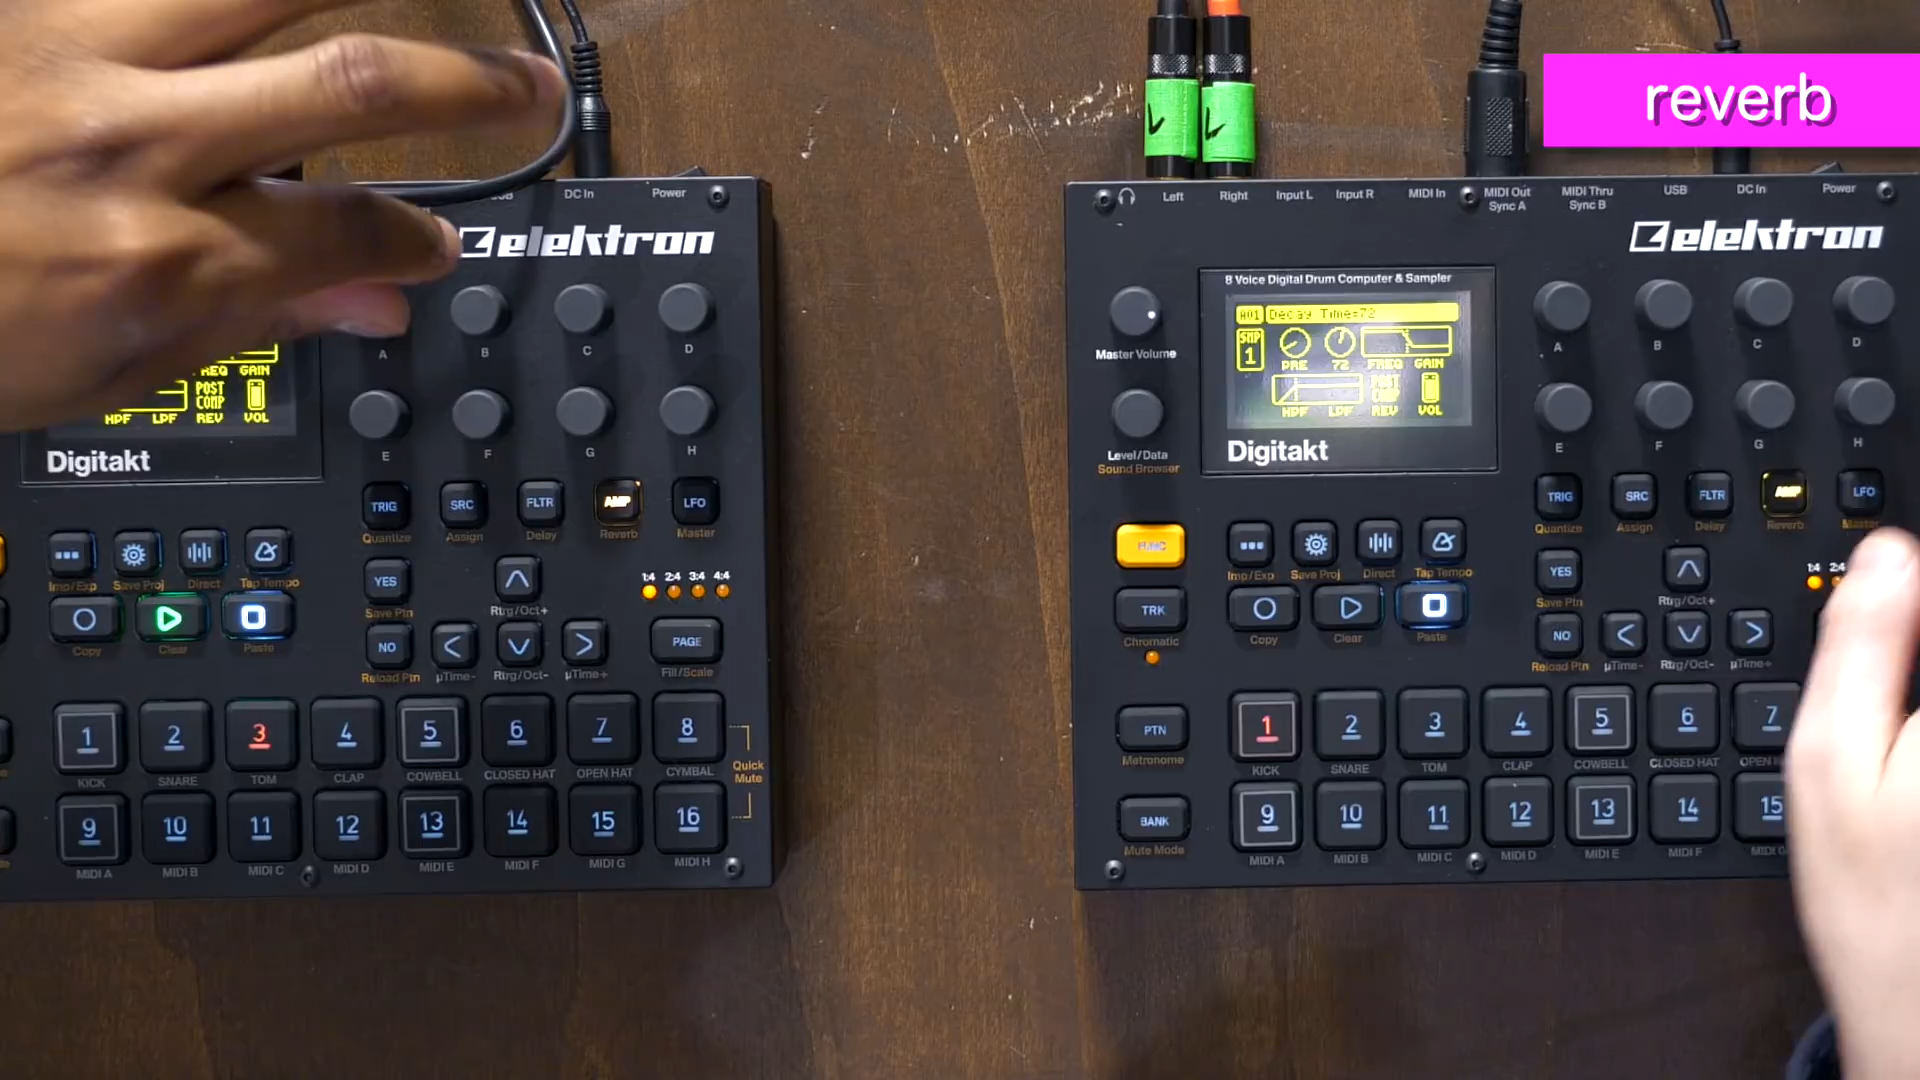 reverb
DC In
Power
elektron
A
B
C
D
REQ GAIN
POST
COMP
HPF LPF REV VOL
Digitakt
E
F
G
H
TRIG
SRC
FLTR
AMP
LFO
Quantize
Assign
Delay
Reverb
Master
Imp/Exp
Save Proj
Direct
Tap Tempo
YES
Save Ptn
Rtrg/Oct+
1:4 2:4 3:4 4:4
Copy
Clear
Paste
NO
Reload Ptn
µTime-
Rtrg/Oct-
µTime+
PAGE
Fill/Scale
1
2
3
4
5
6
7
8
KICK
SNARE
TOM
CLAP
COWBELL
CLOSED HAT
OPEN HAT
CYMBAL
Quick
Mute
9
10
11
12
13
14
15
16
MIDI A
MIDI B
MIDI C
MIDI D
MIDI E
MIDI F
MIDI G
MIDI H
L
L
Left
Right
Input L
Input R
MIDI In
MIDI Out
Sync A
MIDI Thru
Sync B
USB
DC In
Power
elektron
8 Voice Digital Drum Computer & Sampler
A01 Decay Time=72
SMP
1
PRE 72 FREQ GAIN
POST
COMP
HPF LPF REV VOL
Digitakt
Master Volume
Level/Data
Sound Browser
A
B
C
D
E
F
G
H
TRIG
SRC
FLTR
AMP
LFO
Quantize
Assign
Delay
Reverb
Master
FUNC
Imp/Exp
Save Proj
Direct
Tap Tempo
YES
Save Ptn
Rtrg/Oct+
1:4
TRK
Chromatic
Copy
Clear
Paste
NO
Reload Ptn
µTime-
Rtrg/Oct-
µTime+
PTN
Metronome
1
2
3
4
5
6
7
KICK
SNARE
TOM
CLAP
COWBELL
CLOSED HAT
BANK
Mute Mode
9
10
11
12
13
14
15
MIDI A
MIDI B
MIDI C
MIDI D
MIDI E
MIDI F